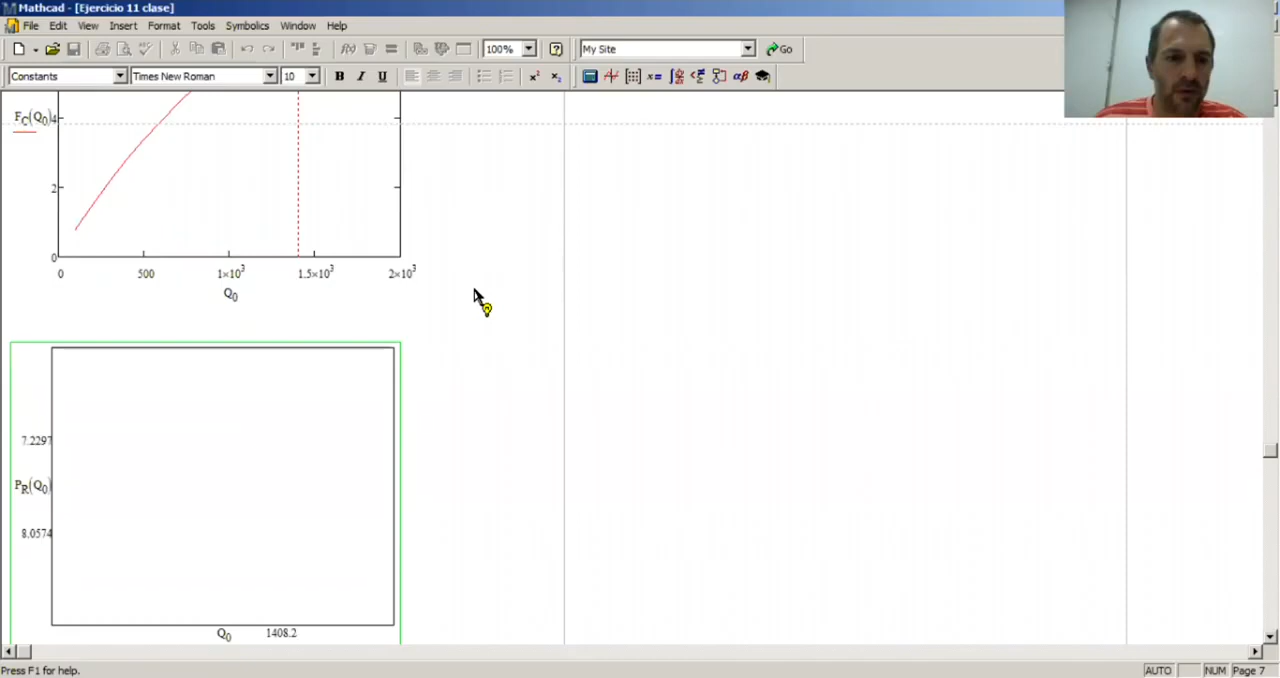 Mathcad - [Ejercicio 11 clase]
File Edit View Insert Format Tools Symbolics Window Help
100% My Site Go
Constants Times New Roman 10 B I U
F_C(Q_0) 4
2
0
0 500 1×10^3 1.5×10^3 2×10^3
Q_0
7.2297
P_R(Q_0)
8.0574
Q_0 1408.2
Press F1 for help. AUTO NUM Page 7